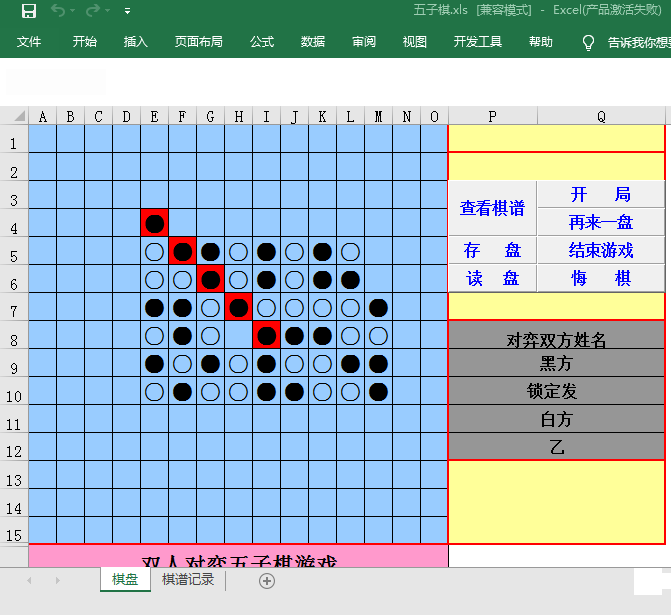 五子棋.xls [兼容模式] - Excel(产品激活失败)
文件 开始 插入 页面布局 公式 数据 审阅 视图 开发工具 帮助 告诉我你想
A B C D E F G H I J K L M N O P Q
1
2
3
4
5
6
7
8
9
10
11
12
13
14
15
查看棋谱
开 局
再来一盘
存 盘
结束游戏
读 盘
悔 棋
对弈双方姓名
黑方
锁定发
白方
乙
双人对弈五子棋游戏
棋盘 棋谱记录